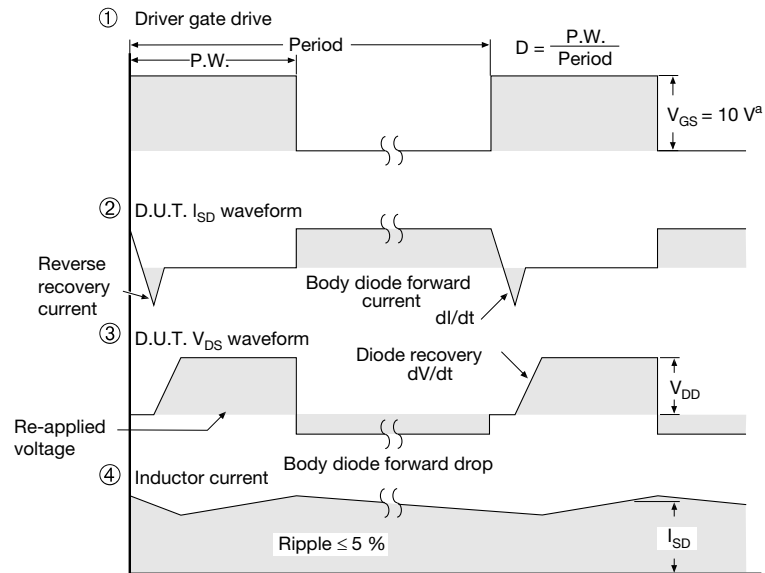 ① Driver gate drive
Period
P.W.
D = P.W. / Period
V_GS = 10 V^a
② D.U.T. I_SD waveform
Reverse
recovery
current
Body diode forward
current
dI/dt
③ D.U.T. V_DS waveform
Diode recovery
dV/dt
V_DD
Re-applied
voltage
Body diode forward drop
④ Inductor current
Ripple ≤ 5 %
I_SD